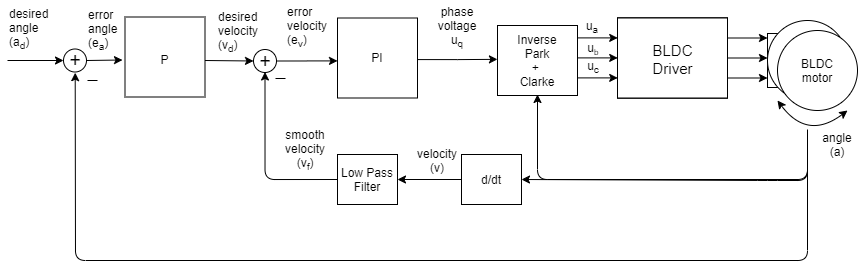 desired
angle
(a_d)
error
angle
(e_a)
P
desired
velocity
(v_d)
error
velocity
(e_v)
PI
phase
voltage
u_q
Inverse
Park
+
Clarke
u_a
u_b
u_c
BLDC
Driver
BLDC
motor
+
−
+
−
smooth
velocity
(v_f)
Low Pass
Filter
velocity
(v)
d/dt
angle
(a)